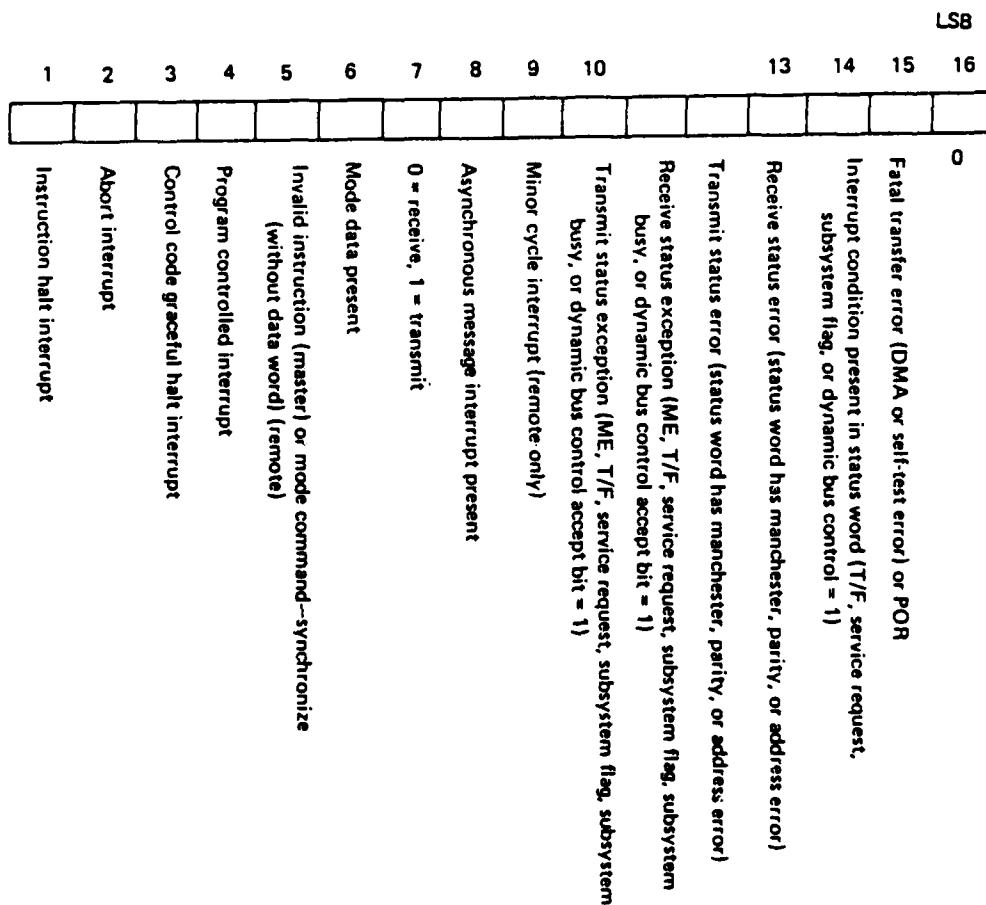 LSB
1 2 3 4 5 6 7 8 9 10 13 14 15 16
0
Instruction halt interrupt
Abort interrupt
Control code graceful halt interrupt
Program controlled interrupt
Invalid instruction (master) or mode command—synchronize
(without data word) (remote)
Mode data present
0 = receive, 1 = transmit
Asynchronous message interrupt present
Minor cycle interrupt (remote only)
Transmit status exception (ME, T/F, service request, subsystem flag, subsystem
busy, or dynamic bus control accept bit = 1)
Receive status exception (ME, T/F, service request, subsystem flag, subsystem
busy, or dynamic bus control accept bit = 1)
Transmit status error (status word has manchester, parity, or address error)
Receive status error (status word has manchester, parity, or address error)
Interrupt condition present in status word (T/F, service request,
subsystem flag, or dynamic bus control = 1)
Fatal transfer error (DMA or self-test error) or POR